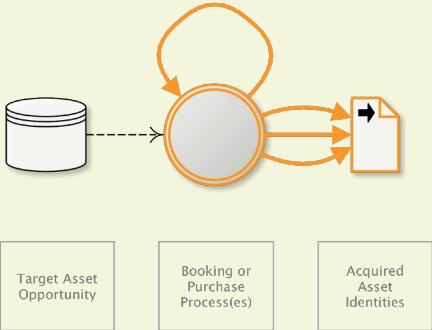 Target Asset
Opportunity
Booking or
Purchase
Process(es)
Acquired
Asset
Identities